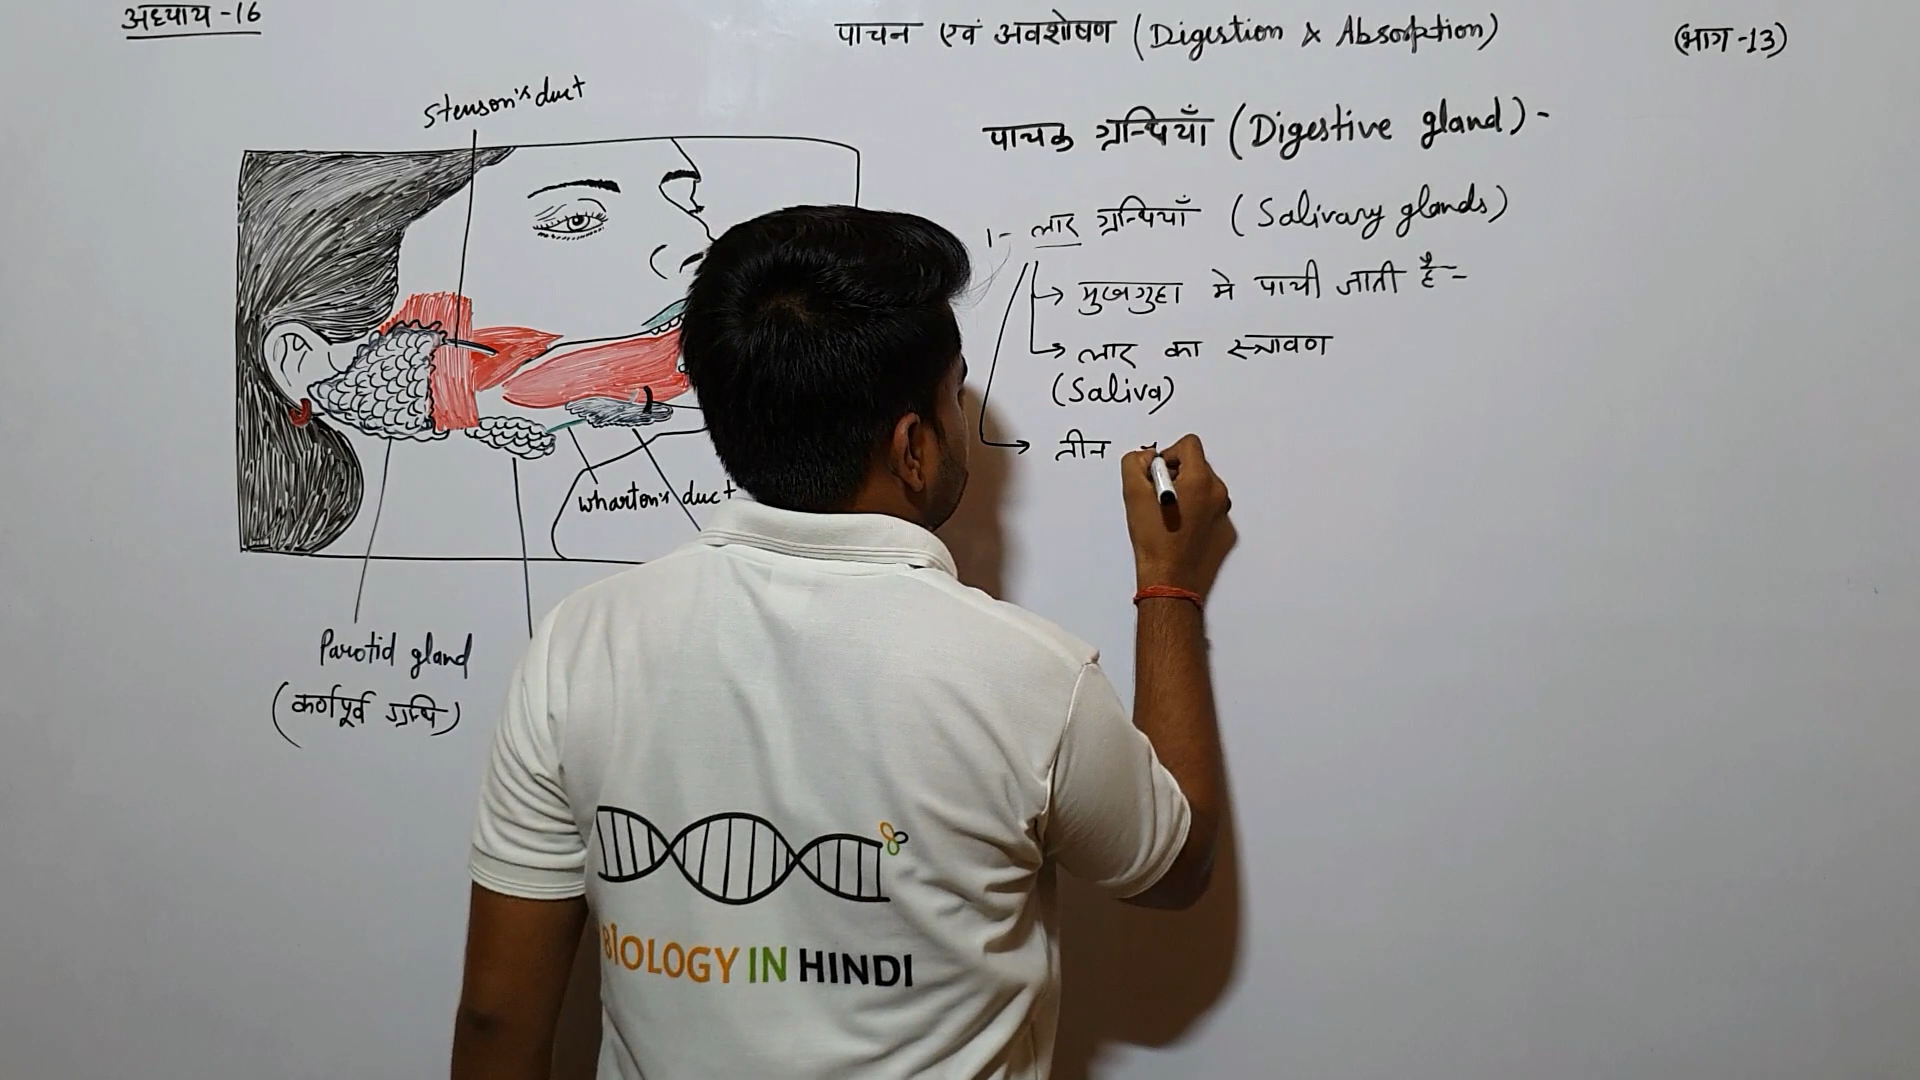 अध्याय -16
पाचन एवं अवशोषण (Digestion & Absorption)
(भाग -13)
Stenson's duct
पाचक ग्रन्थियाँ (Digestive gland) -
1- लार ग्रन्थियाँ (Salivary glands)
→ मुखगुहा मे पायी जाती है -
→ लार का स्त्रावण
(Saliva)
→ तीन
Wharton's duct
Parotid gland
(कर्णपूर्व ग्रन्थि)
BIOLOGY IN HINDI